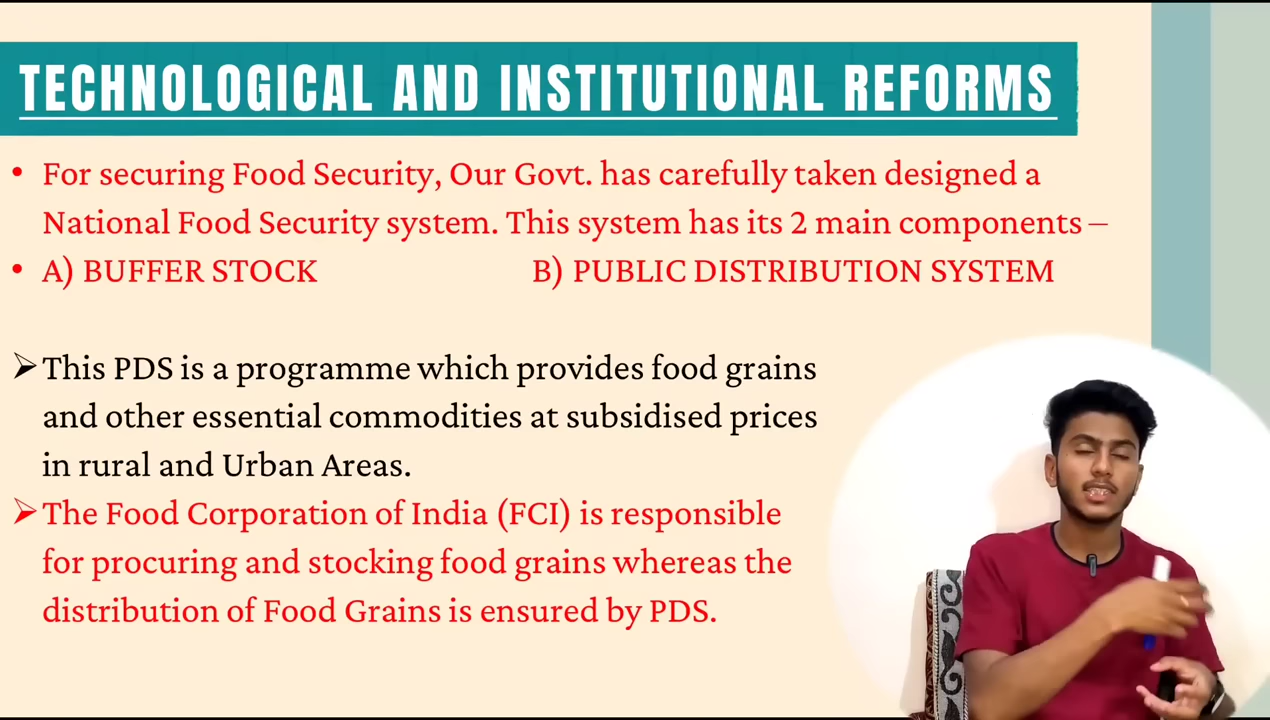 TECHNOLOGICAL AND INSTITUTIONAL REFORMS
• For securing Food Security, Our Govt. has carefully taken designed a
National Food Security system. This system has its 2 main components –
• A) BUFFER STOCK B) PUBLIC DISTRIBUTION SYSTEM
➢ This PDS is a programme which provides food grains
and other essential commodities at subsidised prices
in rural and Urban Areas.
➢ The Food Corporation of India (FCI) is responsible
for procuring and stocking food grains whereas the
distribution of Food Grains is ensured by PDS.